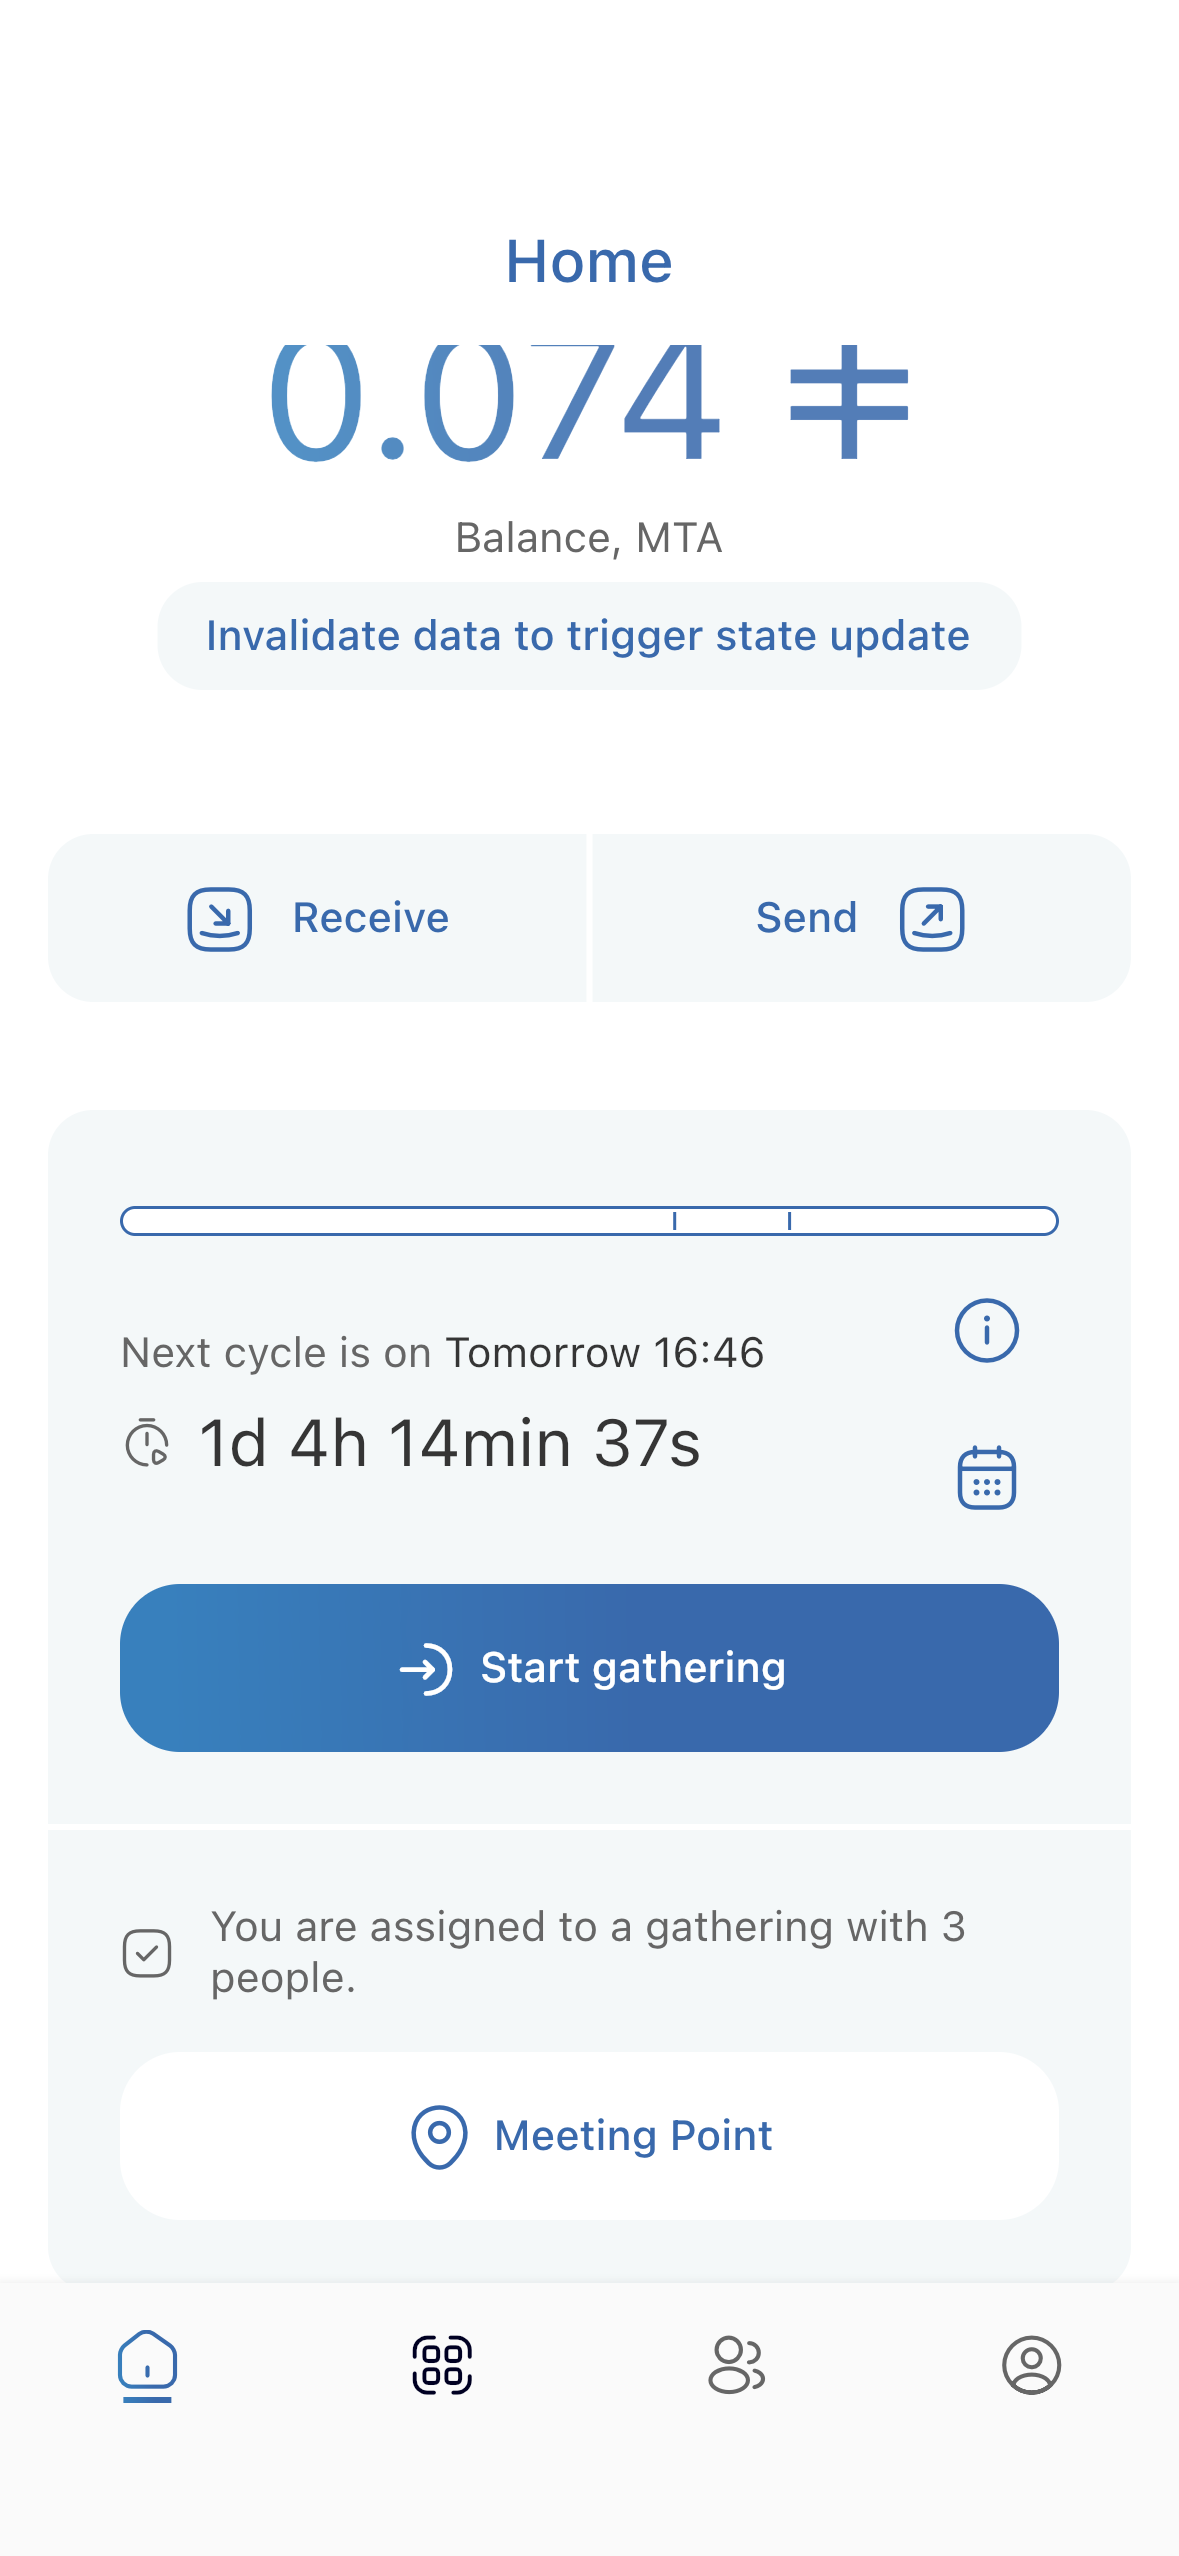 Home
0.074 ␩
Balance, MTA
Invalidate data to trigger state update
Receive
Send
Next cycle is on Tomorrow 16:46
1d 4h 14min 37s
Start gathering
You are assigned to a gathering with 3
people.
Meeting Point